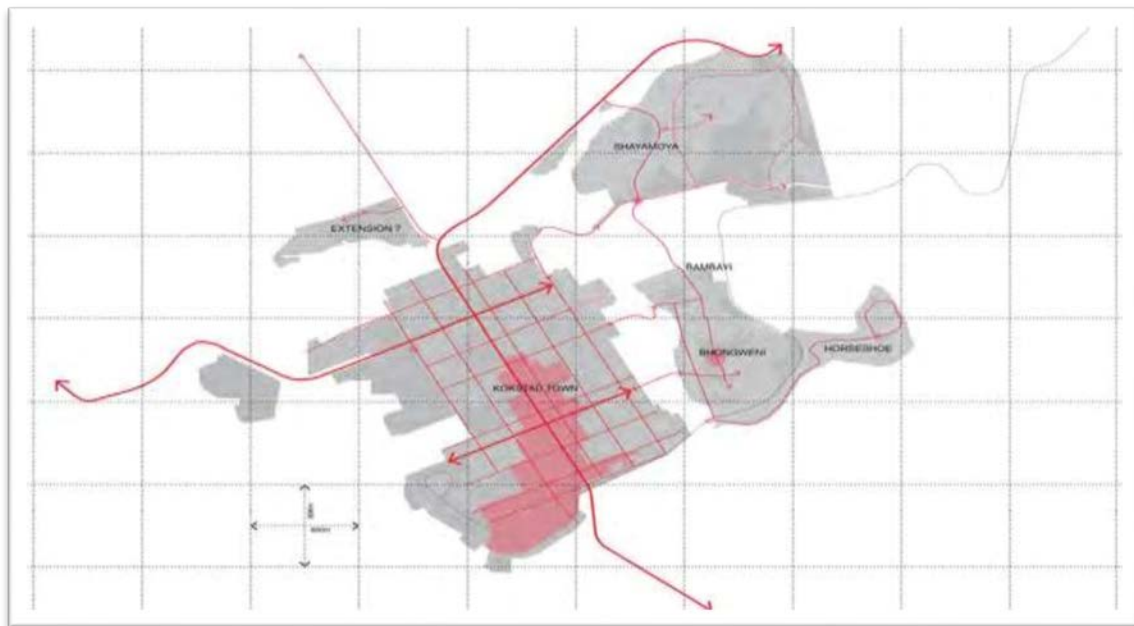 SHAYAMOYA
EXTENSION 7
RAMRAYI
BHONGWENI
HORSESHOE
KOKSTAD TOWN